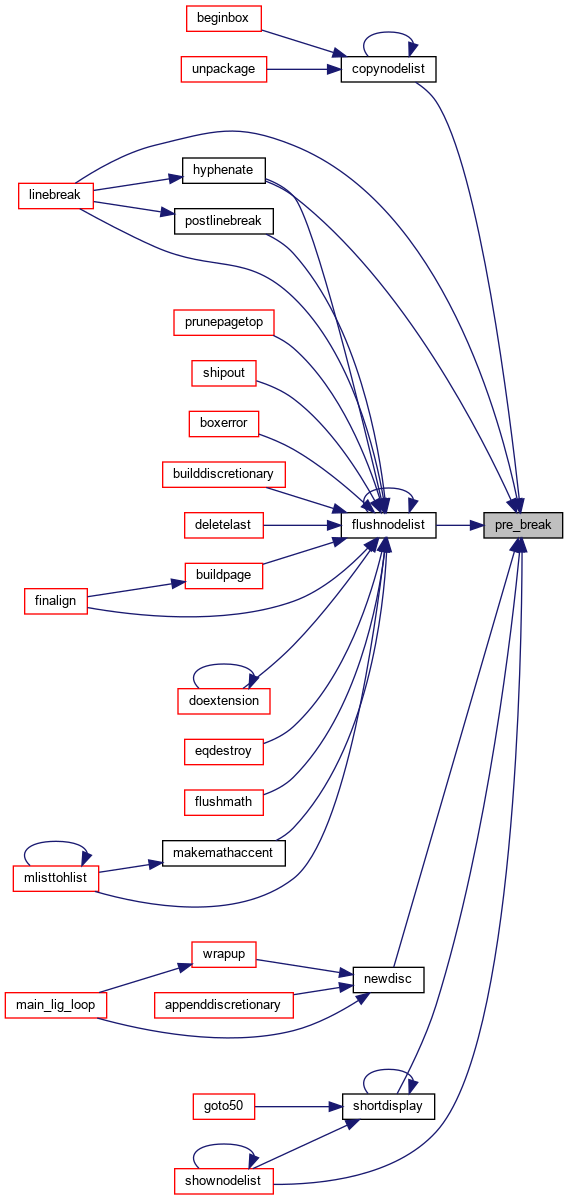 beginbox
unpackage
copynodelist
hyphenate
linebreak
postlinebreak
prunepagetop
shipout
boxerror
builddiscretionary
deletelast
flushnodelist
pre_break
buildpage
finalign
doextension
eqdestroy
flushmath
makemathaccent
mlisttohlist
wrapup
newdisc
main_lig_loop
appenddiscretionary
goto50
shortdisplay
shownodelist